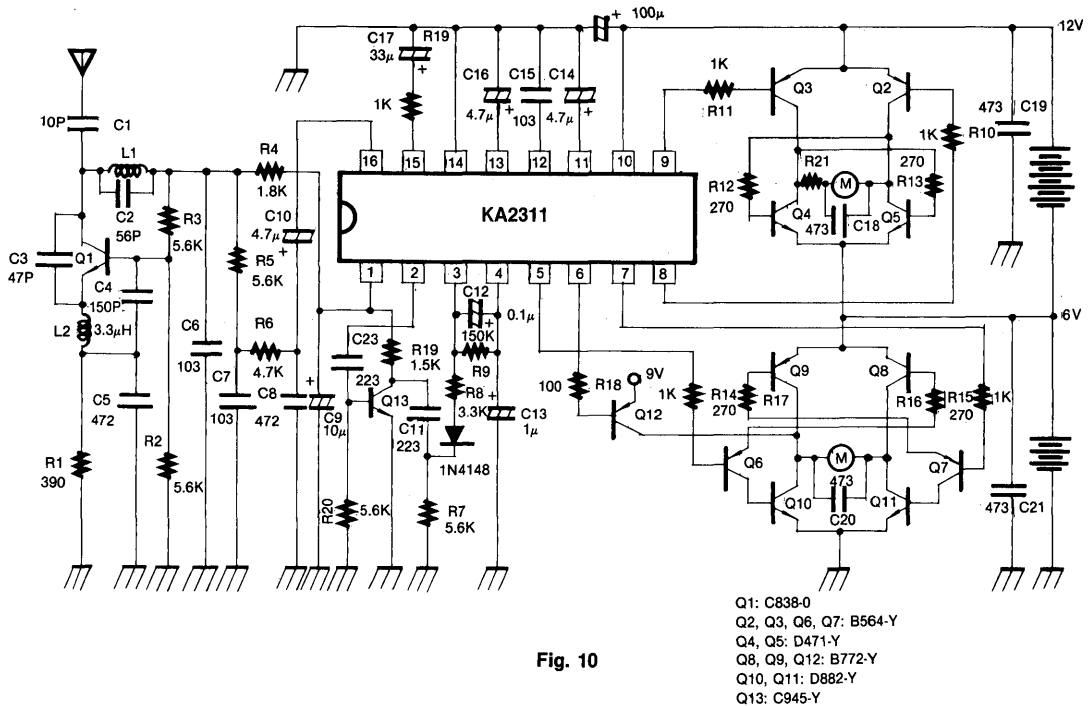 100μ
12V
C17
33μ
R19
1K
C16
4.7μ
C15
103
C14
4.7μ
1K
R11
Q3
Q2
1K
R10
473
C19
10P
C1
L1
C2
56P
R4
1.8K
R3
5.6K
C10
4.7μ
R5
5.6K
16
15
14
13
12
11
10
9
KA2311
1
2
3
4
5
6
7
8
R12
270
R21
M
270
R13
Q4
473
C18
Q5
C3
47P
Q1
C4
150P
L2
3.3μH
C6
103
R6
4.7K
C7
103
C8
472
C9
10μ
C23
223
R19
1.5K
Q13
C11
223
C12
0.1μ
150K
R9
R8
3.3K
C13
1μ
1N4148
6V
100
R18
9V
Q12
1K
R14
270
R17
Q9
Q8
R16
R15
270
1K
Q6
M
Q7
473
Q10
C20
Q11
473
C21
C5
472
R2
5.6K
R1
390
R20
5.6K
R7
5.6K
Q1: C838-0
Q2, Q3, Q6, Q7: B564-Y
Q4, Q5: D471-Y
Q8, Q9, Q12: B772-Y
Q10, Q11: D882-Y
Q13: C945-Y
Fig. 10